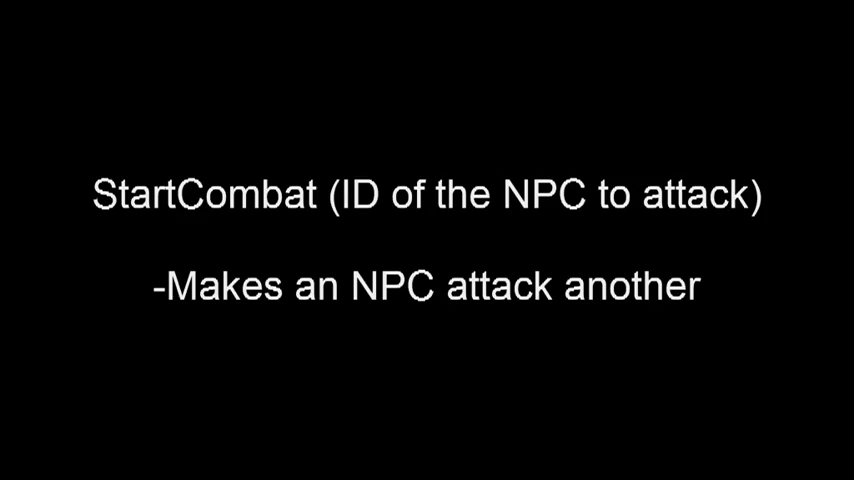 StartCombat (ID of the NPC to attack)
-Makes an NPC attack another